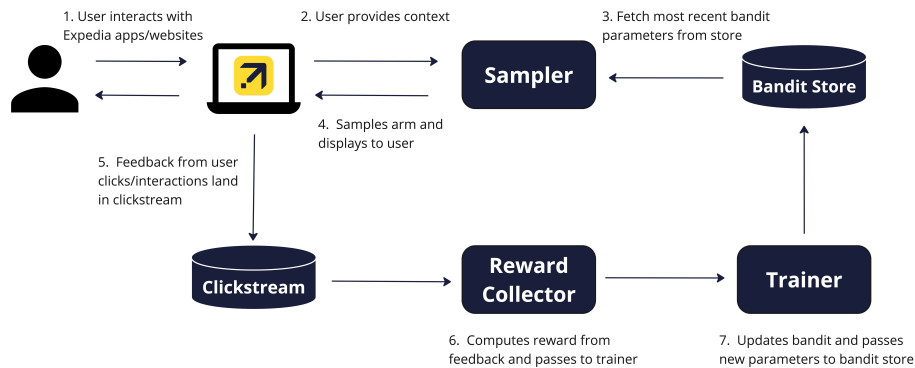 1. User interacts with
Expedia apps/websites
2. User provides context
3. Fetch most recent bandit
parameters from store
Sampler
Bandit Store
4.  Samples arm and
displays to user
5.  Feedback from user
clicks/interactions land
in clickstream
Clickstream
Reward
Collector
Trainer
6.  Computes reward from
feedback and passes to trainer
7.  Updates bandit and passes
new parameters to bandit store